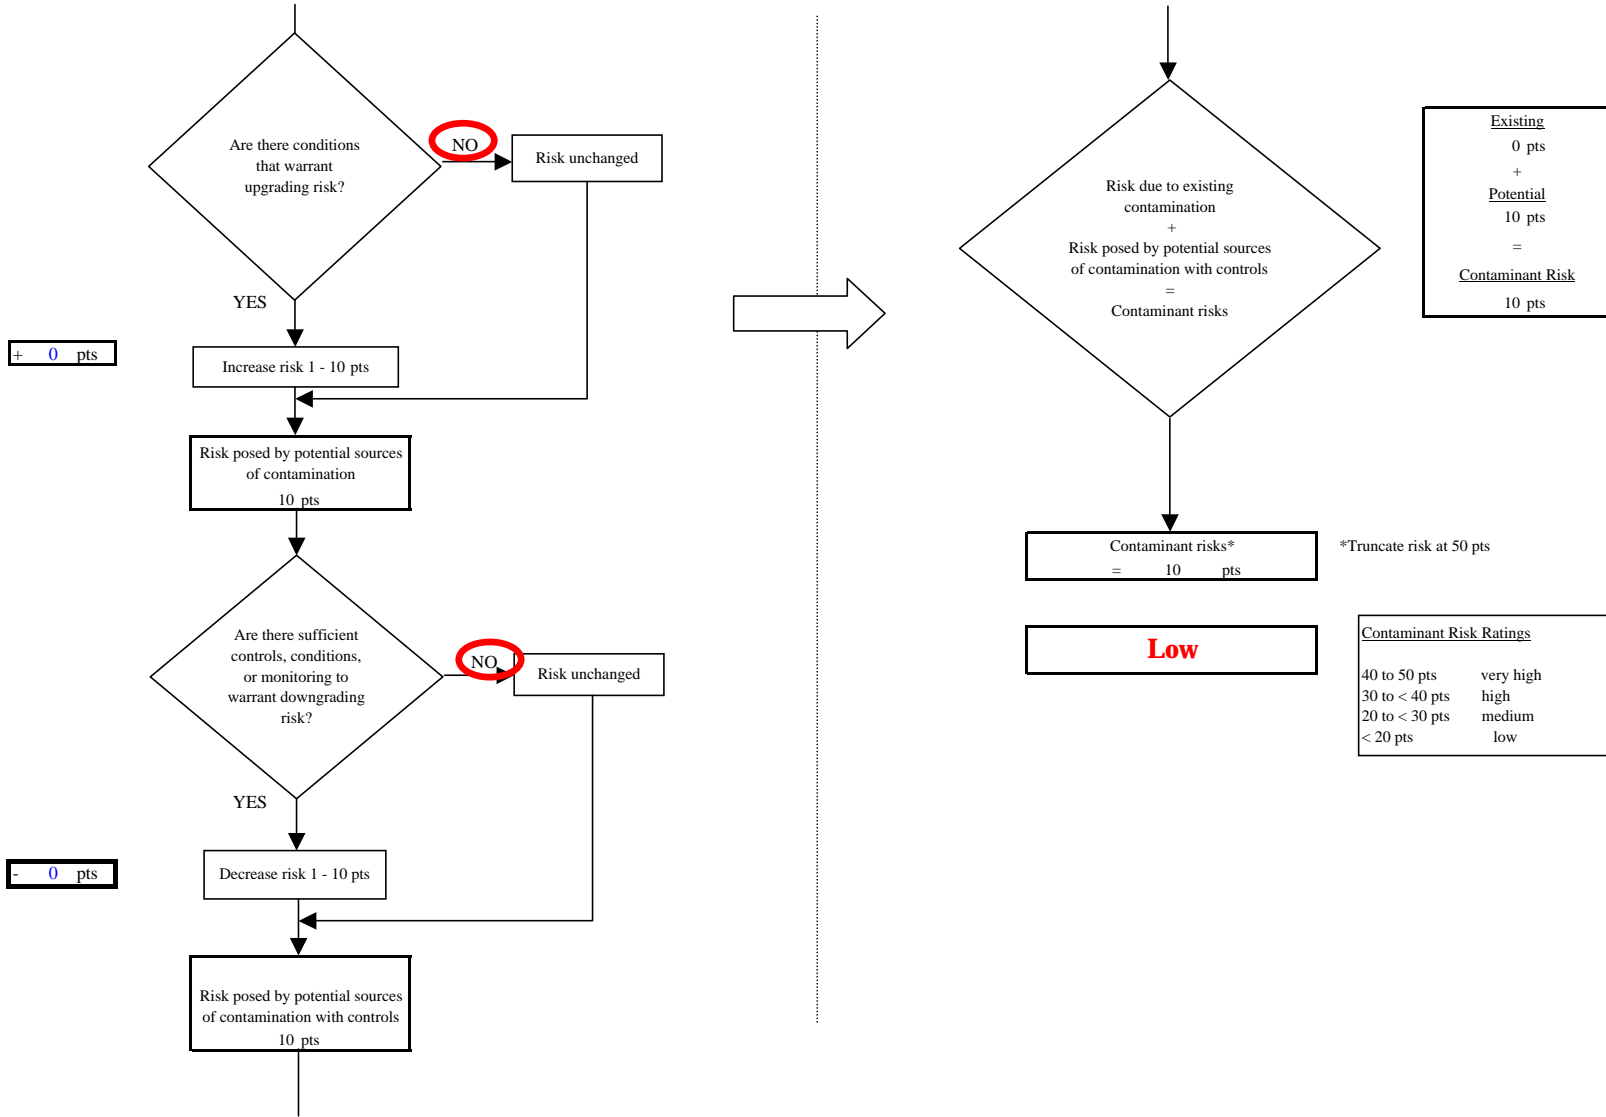 Are there conditions
that warrant
upgrading risk?
NO
Risk unchanged
YES
+ 0 pts
Increase risk 1 - 10 pts
Risk posed by potential sources
of contamination
10 pts
Are there sufficient
controls, conditions,
or monitoring to
warrant downgrading
risk?
NO
Risk unchanged
YES
- 0 pts
Decrease risk 1 - 10 pts
Risk posed by potential sources
of contamination with controls
10 pts
Risk due to existing
contamination
+
Risk posed by potential sources
of contamination with controls
=
Contaminant risks
Existing
0 pts
+
Potential
10 pts
=
Contaminant Risk
10 pts
Contaminant risks*
= 10 pts
*Truncate risk at 50 pts
Low
Contaminant Risk Ratings
40 to 50 pts very high
30 to < 40 pts high
20 to < 30 pts medium
< 20 pts low